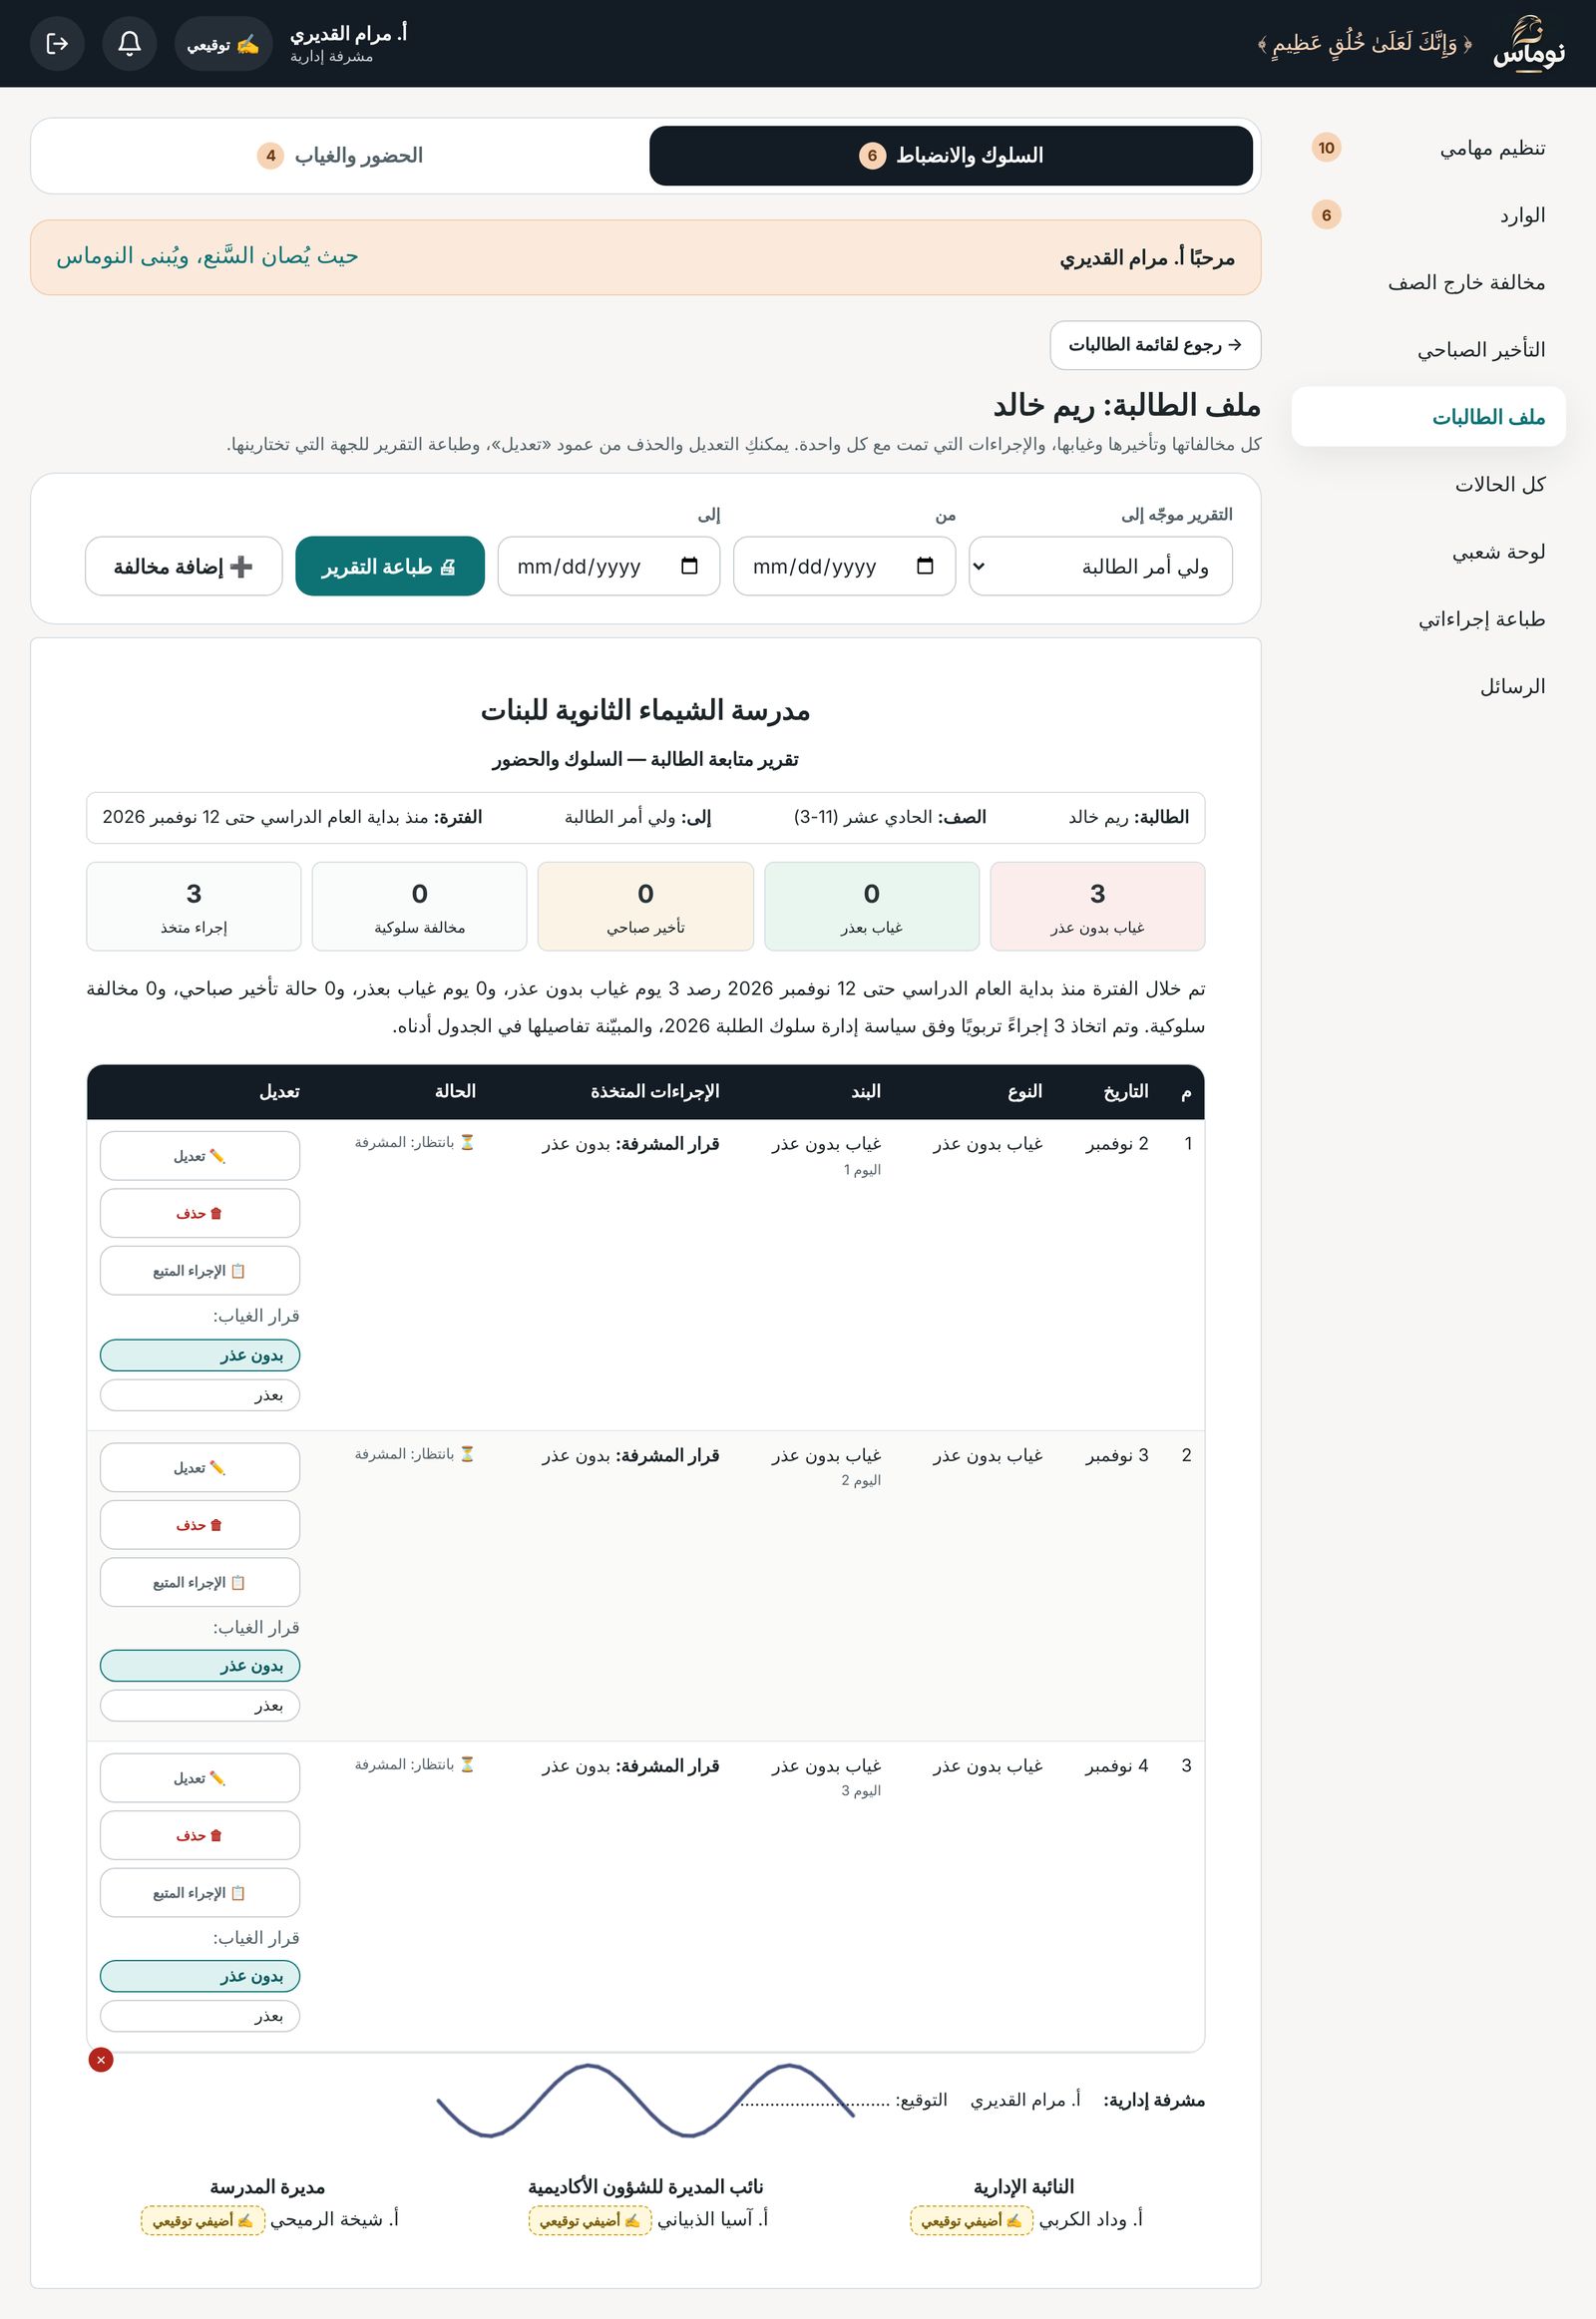 نوماس
﴿ وَإِنَّكَ لَعَلَىٰ خُلُقٍ عَظِيمٍ ﴾
أ. مرام القديري
مشرفة إدارية
✍️ توقيعي
تنظيم مهامي 10
الوارد 6
مخالفة خارج الصف
التأخير الصباحي
ملف الطالبات
كل الحالات
لوحة شعبي
طباعة إجراءاتي
الرسائل
السلوك والانضباط 6
الحضور والغياب 4
مرحبًا أ. مرام القديري
حيث يُصان السَّنع، ويُبنى النوماس
→ رجوع لقائمة الطالبات
ملف الطالبة: ريم خالد
كل مخالفاتها وتأخيرها وغيابها، والإجراءات التي تمت مع كل واحدة. يمكنكِ التعديل والحذف من عمود «تعديل»، وطباعة التقرير للجهة التي تختارينها.
التقرير موجّه إلى من إلى
ولي أمر الطالبة mm/dd/yyyy mm/dd/yyyy 🖨 طباعة التقرير ➕ إضافة مخالفة
مدرسة الشيماء الثانوية للبنات
تقرير متابعة الطالبة — السلوك والحضور
الطالبة: ريم خالد الصف: الحادي عشر (11-3) إلى: ولي أمر الطالبة الفترة: منذ بداية العام الدراسي حتى 12 نوفمبر 2026
3 0 0 0 3
غياب بدون عذر غياب بعذر تأخير صباحي مخالفة سلوكية إجراء متخذ
تم خلال الفترة منذ بداية العام الدراسي حتى 12 نوفمبر 2026 رصد 3 يوم غياب بدون عذر، و0 يوم غياب بعذر، و0 حالة تأخير صباحي، و0 مخالفة
سلوكية. وتم اتخاذ 3 إجراءً تربويًا وفق سياسة إدارة سلوك الطلبة 2026، والمبيّنة تفاصيلها في الجدول أدناه.
م التاريخ النوع البند الإجراءات المتخذة الحالة تعديل
1 2 نوفمبر غياب بدون عذر غياب بدون عذر قرار المشرفة: بدون عذر ⏳ بانتظار: المشرفة ✏️ تعديل
اليوم 1
🗑 حذف
📋 الإجراء المتبع
قرار الغياب:
بدون عذر
بعذر
2 3 نوفمبر غياب بدون عذر غياب بدون عذر قرار المشرفة: بدون عذر ⏳ بانتظار: المشرفة ✏️ تعديل
اليوم 2
🗑 حذف
📋 الإجراء المتبع
قرار الغياب:
بدون عذر
بعذر
3 4 نوفمبر غياب بدون عذر غياب بدون عذر قرار المشرفة: بدون عذر ⏳ بانتظار: المشرفة ✏️ تعديل
اليوم 3
🗑 حذف
📋 الإجراء المتبع
قرار الغياب:
بدون عذر
بعذر
×
مشرفة إدارية: أ. مرام القديري التوقيع: ..............................
النائبة الإدارية نائب المديرة للشؤون الأكاديمية مديرة المدرسة
أ. وداد الكربي ✍️ أضيفي توقيعي أ. آسيا الذبياني ✍️ أضيفي توقيعي أ. شيخة الرميحي ✍️ أضيفي توقيعي